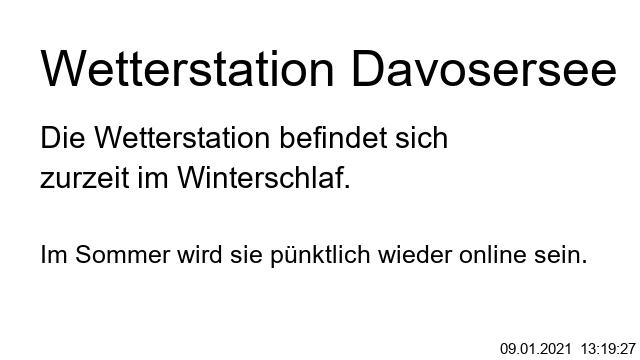 Wetterstation Davosersee
Die Wetterstation befindet sich
zurzeit im Winterschlaf.
Im Sommer wird sie pünktlich wieder online sein.
09.01.2021 13:19:27